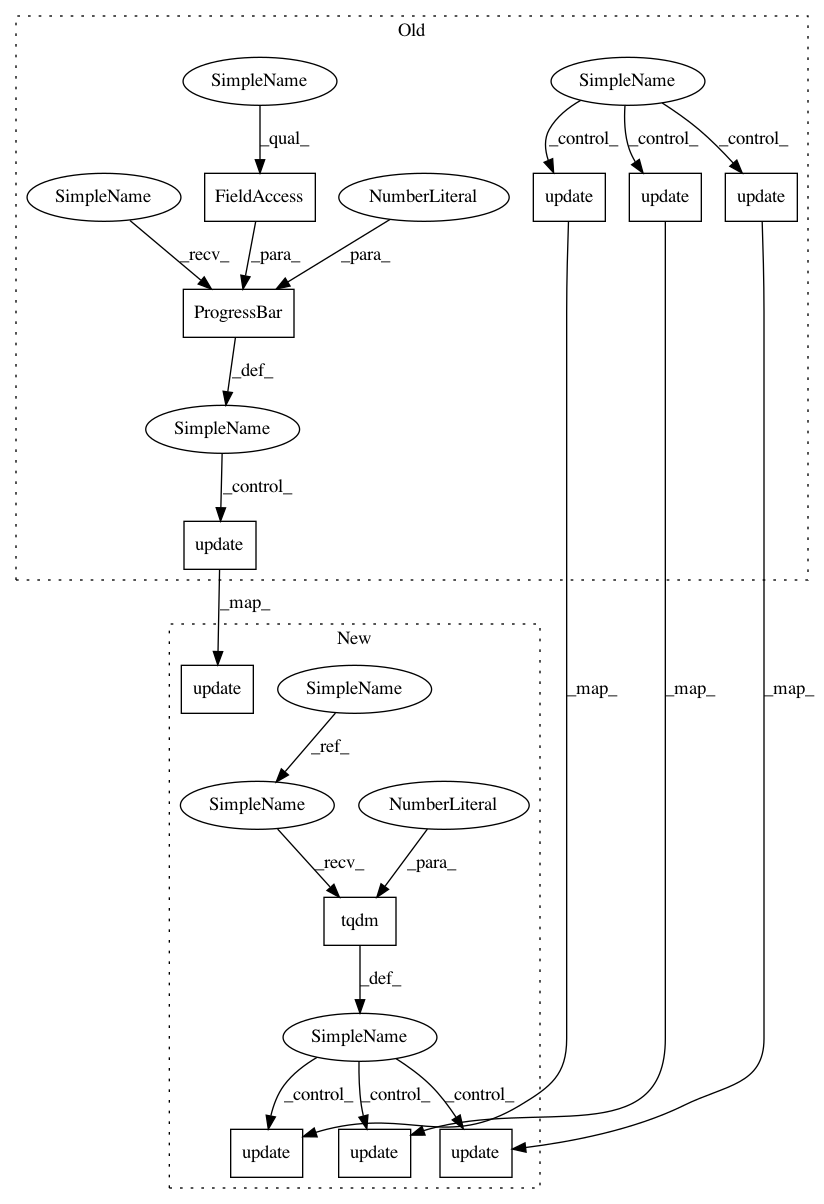 Old
SimpleName
SimpleName
_qual_
_control_
_control_
_control_
SimpleName
FieldAccess
NumberLiteral
update
update
update
_recv_
_para_
_para_
ProgressBar
_def_
SimpleName
_control_
update
_map_
New
update
SimpleName
_map_
_map_
_map_
_ref_
SimpleName
NumberLiteral
_recv_
_para_
tqdm
_def_
SimpleName
_control_
_control_
_control_
update
update
update